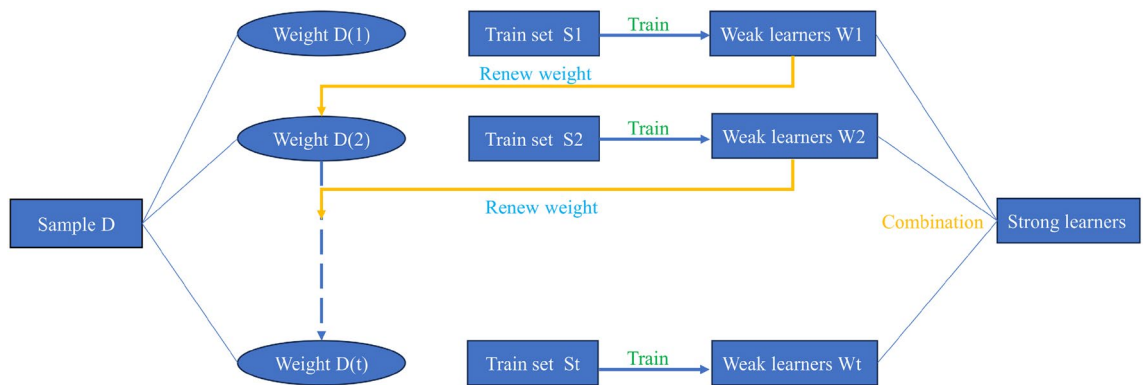 Weight D(1)
Train set S1
Train
Weak learners W1
Renew weight
Weight D(2)
Train set S2
Train
Weak learners W2
Renew weight
Sample D
Combination
Strong learners
Weight D(t)
Train set St
Train
Weak learners Wt